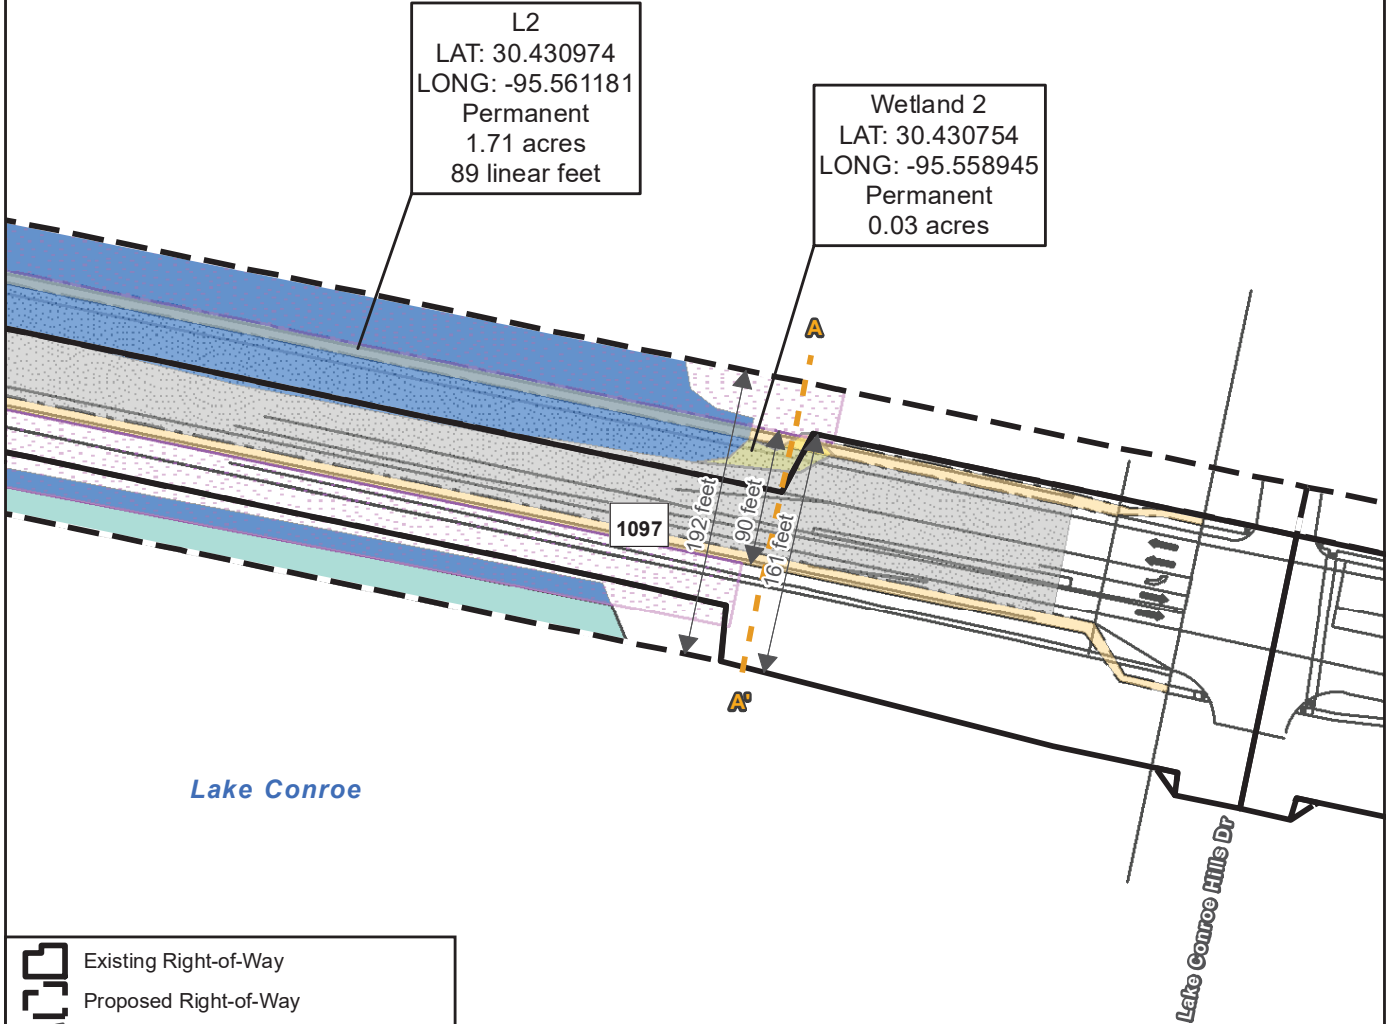 L2
LAT: 30.430974
LONG: -95.561181
Permanent
1.71 acres
89 linear feet
Wetland 2
LAT: 30.430754
LONG: -95.558945
Permanent
0.03 acres
A
192 feet
90 feet
161 feet
1097
A'
Lake Conroe
Lake Conroe Hills Dr
Existing Right-of-Way
Proposed Right-of-Way